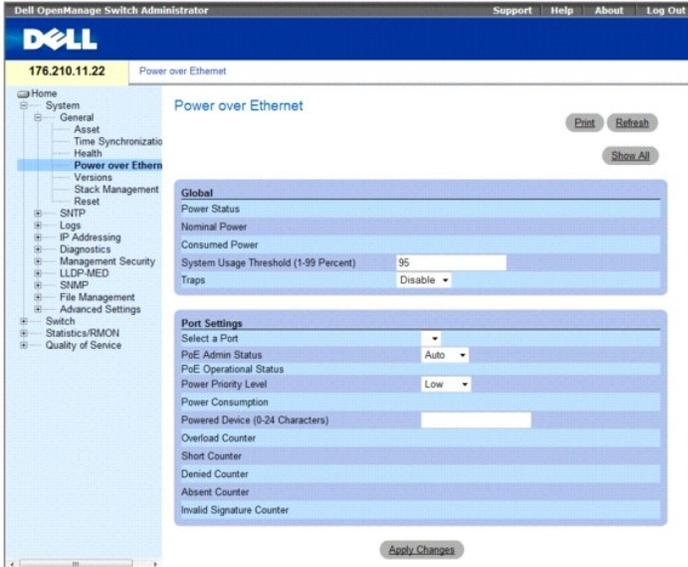 Dell OpenManage Switch Administrator
Support Help About Log Out
DELL
176.210.11.22
Power over Ethernet
Home
System
General
Asset
Time Synchronizatio
Health
Power over Ethern
Versions
Stack Management
Reset
SNTP
Logs
IP Addressing
Diagnostics
Management Security
LLDP-MED
SNMP
File Management
Advanced Settings
Switch
Statistics/RMON
Quality of Service
Power over Ethernet
Print Refresh
Show All
Global
Power Status
Nominal Power
Consumed Power
System Usage Threshold (1-99 Percent) 95
Traps Disable
Port Settings
Select a Port
PoE Admin Status Auto
PoE Operational Status
Power Priority Level Low
Power Consumption
Powered Device (0-24 Characters)
Overload Counter
Short Counter
Denied Counter
Absent Counter
Invalid Signature Counter
Apply Changes